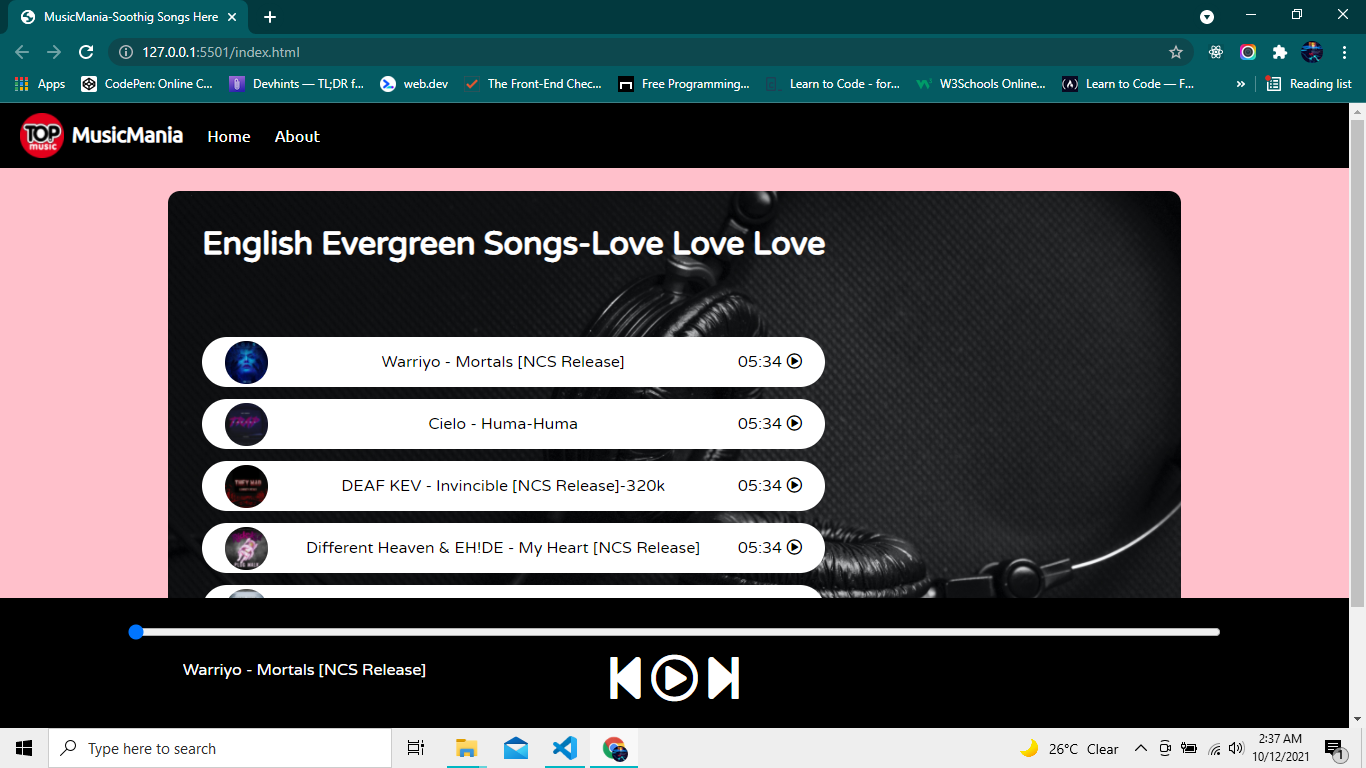 MusicMania-Soothig Songs Here
127.0.0.1:5501/index.html
Apps
CodePen: Online C...
Devhints — TL;DR f...
web.dev
The Front-End Chec...
Free Programming...
Learn to Code - for...
W3Schools Online...
Learn to Code — F...
»
Reading list
TOP
music
MusicMania
Home
About
English Evergreen Songs-Love Love Love
Warriyo - Mortals [NCS Release]
05:34
Cielo - Huma-Huma
05:34
DEAF KEV - Invincible [NCS Release]-320k
05:34
Different Heaven & EH!DE - My Heart [NCS Release]
05:34
Warriyo - Mortals [NCS Release]
Type here to search
26°C Clear
2:37 AM
10/12/2021
1